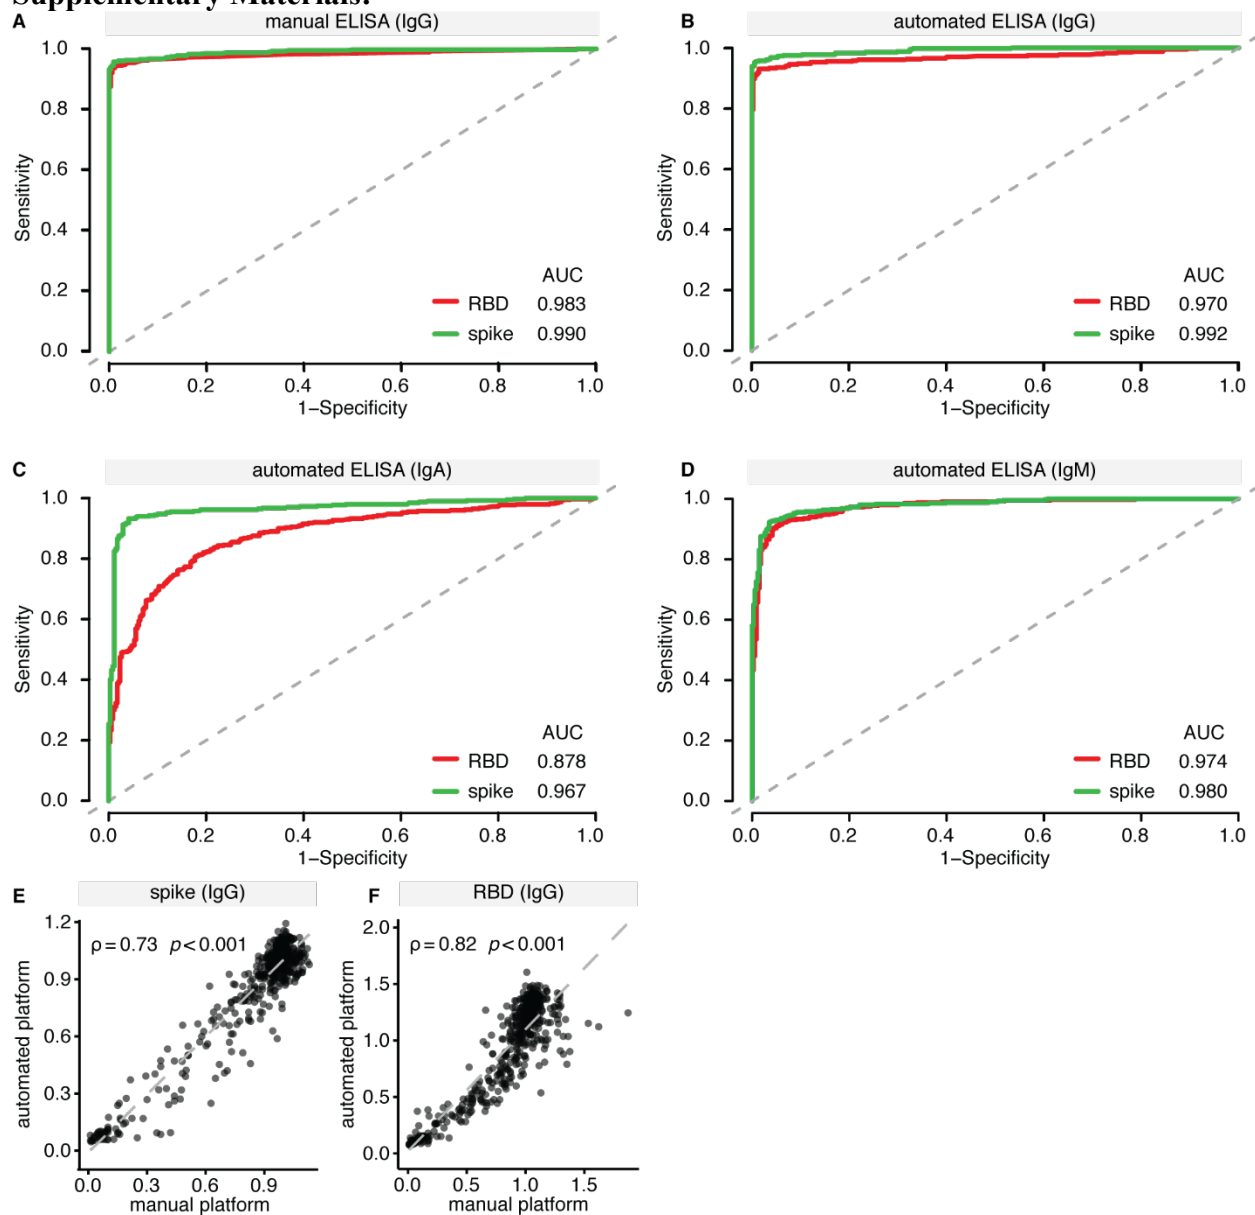 Supplementary Materials:
A manual ELISA (IgG)
1.0
0.8
0.6
0.4
0.2
0.0
Sensitivity
AUC
RBD 0.983
spike 0.990
0.0 0.2 0.4 0.6 0.8 1.0
1−Specificity
B automated ELISA (IgG)
1.0
0.8
0.6
0.4
0.2
0.0
Sensitivity
AUC
RBD 0.970
spike 0.992
0.0 0.2 0.4 0.6 0.8 1.0
1−Specificity
C automated ELISA (IgA)
1.0
0.8
0.6
0.4
0.2
0.0
Sensitivity
AUC
RBD 0.878
spike 0.967
0.0 0.2 0.4 0.6 0.8 1.0
1−Specificity
D automated ELISA (IgM)
1.0
0.8
0.6
0.4
0.2
0.0
Sensitivity
AUC
RBD 0.974
spike 0.980
0.0 0.2 0.4 0.6 0.8 1.0
1−Specificity
E spike (IgG)
1.2
0.9
0.6
0.3
0.0
automated platform
ρ=0.73 p<0.001
0.0 0.3 0.6 0.9
manual platform
F RBD (IgG)
2.0
1.5
1.0
0.5
0.0
automated platform
ρ=0.82 p<0.001
0.0 0.5 1.0 1.5
manual platform